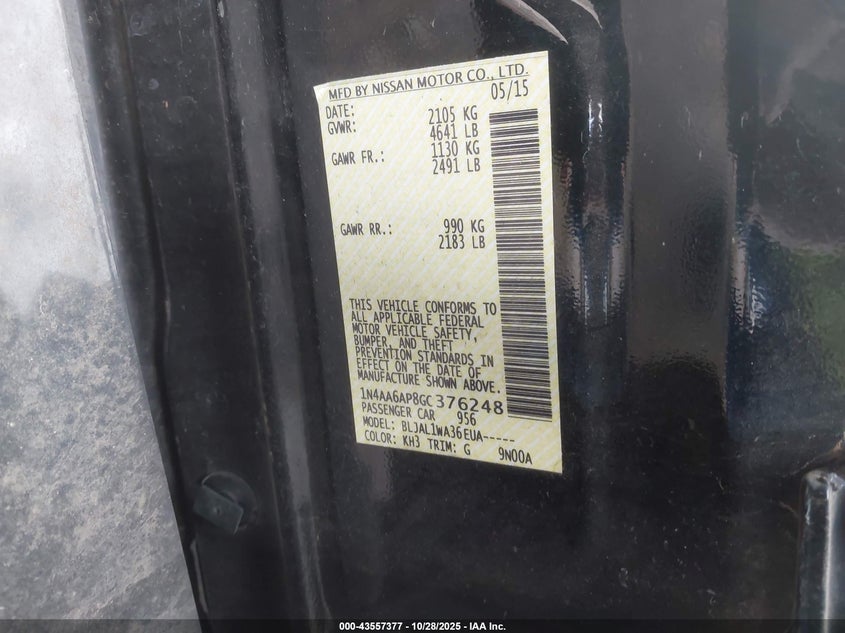 MFD BY NISSAN MOTOR CO., LTD.
DATE: 05/15
GVWR: 2105 KG
4641 LB
GAWR FR.: 1130 KG
2491 LB
GAWR RR.: 990 KG
2183 LB
THIS VEHICLE CONFORMS TO
ALL APPLICABLE FEDERAL
MOTOR VEHICLE SAFETY,
BUMPER, AND THEFT
PREVENTION STANDARDS IN
EFFECT ON THE DATE OF
MANUFACTURE SHOWN ABOVE.
1N4AA6AP8GC376248
PASSENGER CAR 956
MODEL: BLJAL1WA36EUA-----
COLOR: KH3 TRIM: G 9N00A
000-43557377 - 10/28/2025 - IAA Inc.